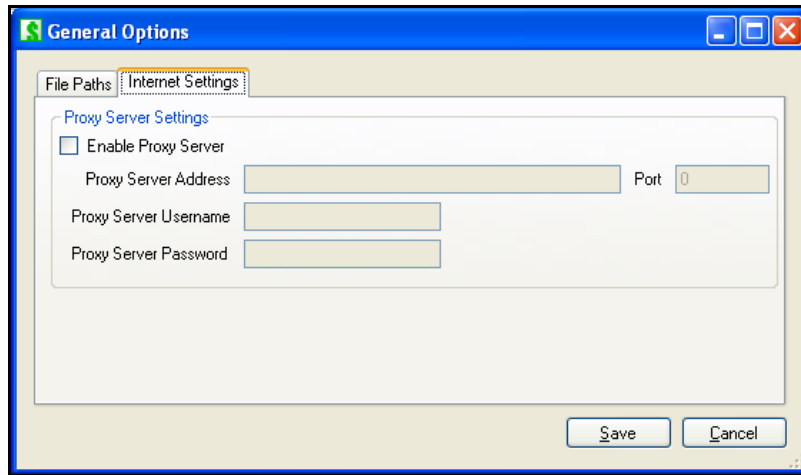 General Options
File Paths Internet Settings
Proxy Server Settings
Enable Proxy Server
Proxy Server Address Port 0
Proxy Server Username
Proxy Server Password
Save Cancel